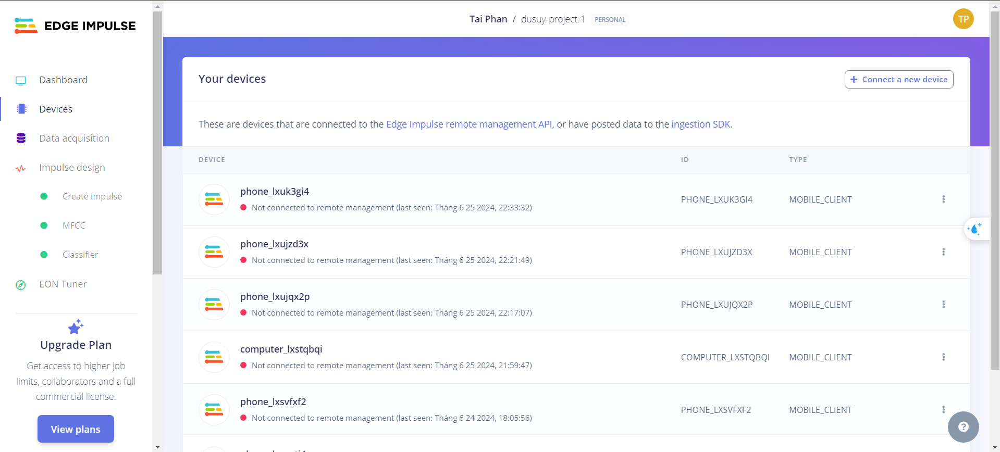 EDGE IMPULSE
Tai Phan / dusuy-project-1 PERSONAL
TP
Dashboard
Devices
Data acquisition
Impulse design
Create impulse
MFCC
Classifier
EON Tuner
Upgrade Plan
Get access to higher job
limits, collaborators and a full
commercial license.
View plans
Your devices
+ Connect a new device
These are devices that are connected to the Edge Impulse remote management API, or have posted data to the ingestion SDK.
DEVICE ID TYPE
phone_lxuk3gi4
Not connected to remote management (last seen: Tháng 6 25 2024, 22:33:32)
PHONE_LXUK3GI4 MOBILE_CLIENT
phone_lxujzd3x
Not connected to remote management (last seen: Tháng 6 25 2024, 22:21:49)
PHONE_LXUJZD3X MOBILE_CLIENT
phone_lxujqx2p
Not connected to remote management (last seen: Tháng 6 25 2024, 22:17:07)
PHONE_LXUJQX2P MOBILE_CLIENT
computer_lxstqbqi
Not connected to remote management (last seen: Tháng 6 25 2024, 21:59:47)
COMPUTER_LXSTQBQI MOBILE_CLIENT
phone_lxsvfxf2
Not connected to remote management (last seen: Tháng 6 24 2024, 18:05:56)
PHONE_LXSVFXF2 MOBILE_CLIENT
?